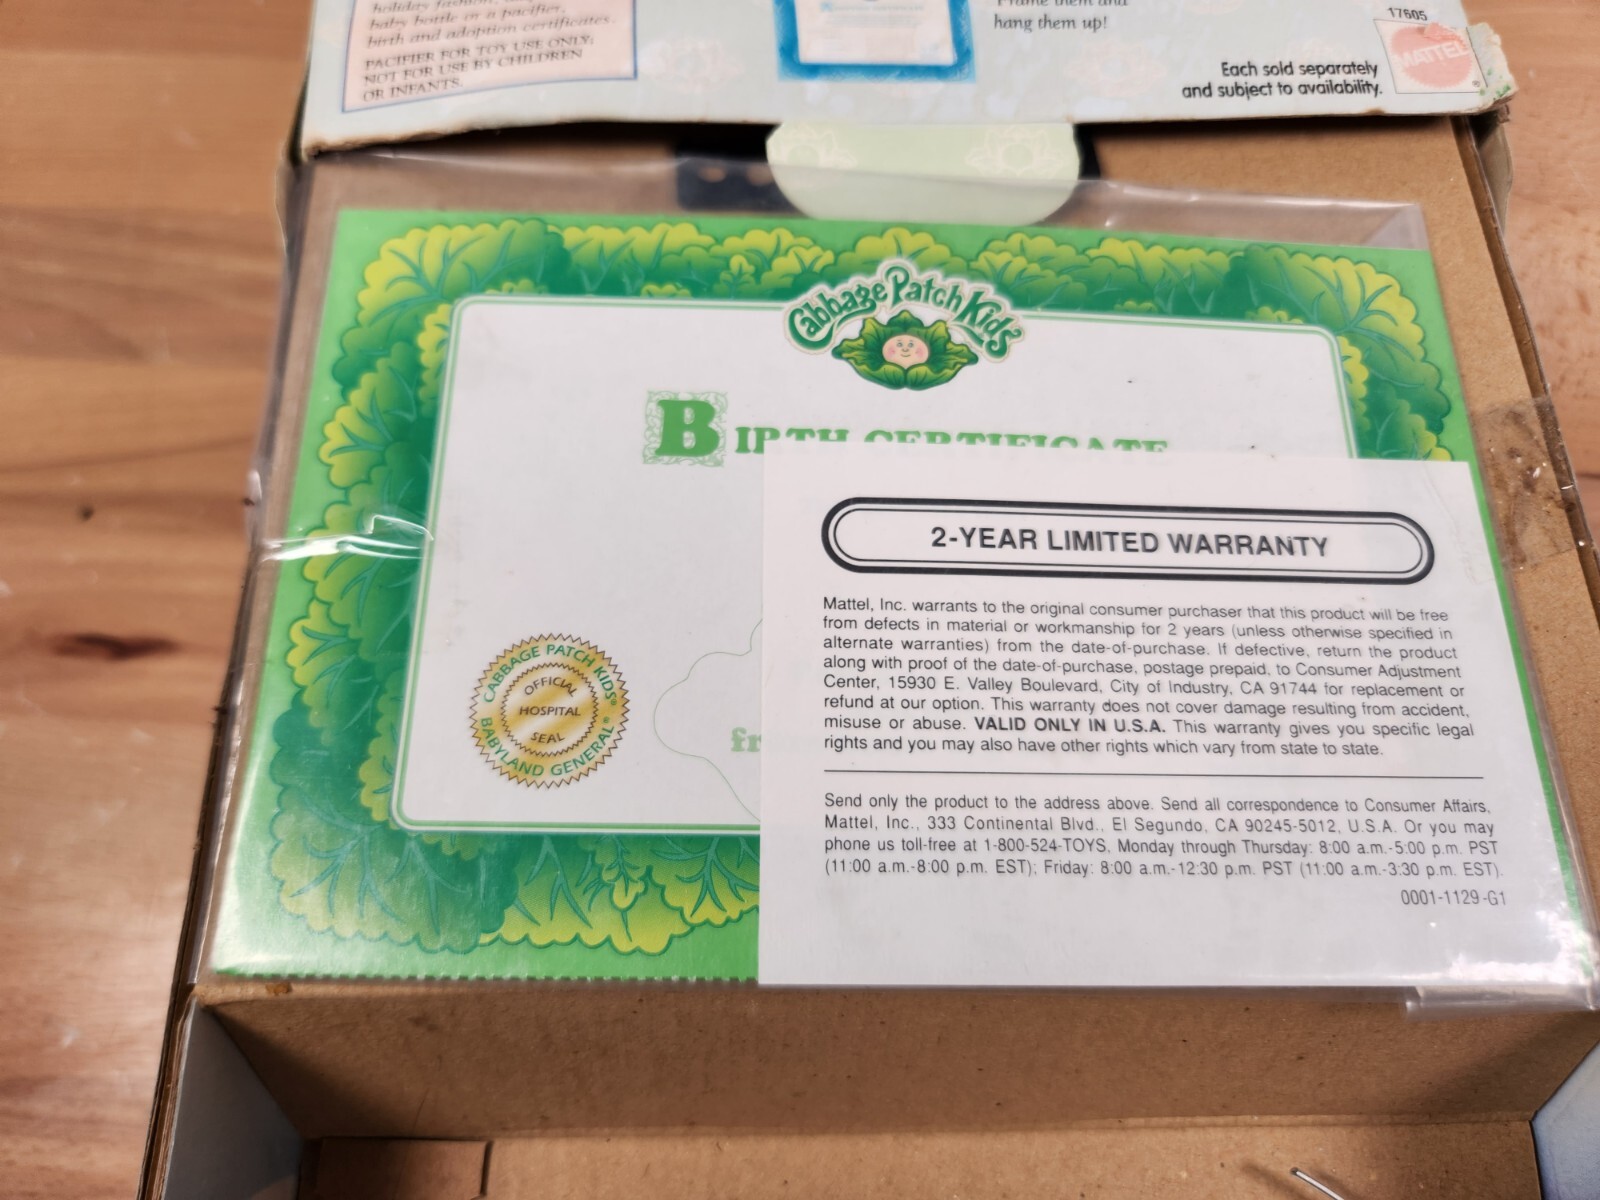 holiday fashion,
baby bottle or a pacifier,
birth and adoption certificates.
PACIFIER FOR TOY USE ONLY;
NOT FOR USE BY CHILDREN
OR INFANTS.
Frame them and
hang them up!
17605
MATTEL
®
Each sold separately
and subject to availability.
Cabbage Patch Kids
BIRTH CERTIFICATE
CABBAGE PATCH KIDS®
OFFICIAL
HOSPITAL
SEAL
BABYLAND GENERAL®
2-YEAR LIMITED WARRANTY
Mattel, Inc. warrants to the original consumer purchaser that this product will be free
from defects in material or workmanship for 2 years (unless otherwise specified in
alternate warranties) from the date-of-purchase. If defective, return the product
along with proof of the date-of-purchase, postage prepaid, to Consumer Adjustment
Center, 15930 E. Valley Boulevard, City of Industry, CA 91744 for replacement or
refund at our option. This warranty does not cover damage resulting from accident,
misuse or abuse. VALID ONLY IN U.S.A. This warranty gives you specific legal
rights and you may also have other rights which vary from state to state.
Send only the product to the address above. Send all correspondence to Consumer Affairs,
Mattel, Inc., 333 Continental Blvd., El Segundo, CA 90245-5012, U.S.A. Or you may
phone us toll-free at 1-800-524-TOYS, Monday through Thursday: 8:00 a.m.-5:00 p.m. PST
(11:00 a.m.-8:00 p.m. EST); Friday: 8:00 a.m.-12:30 p.m. PST (11:00 a.m.-3:30 p.m. EST).
0001-1129-G1